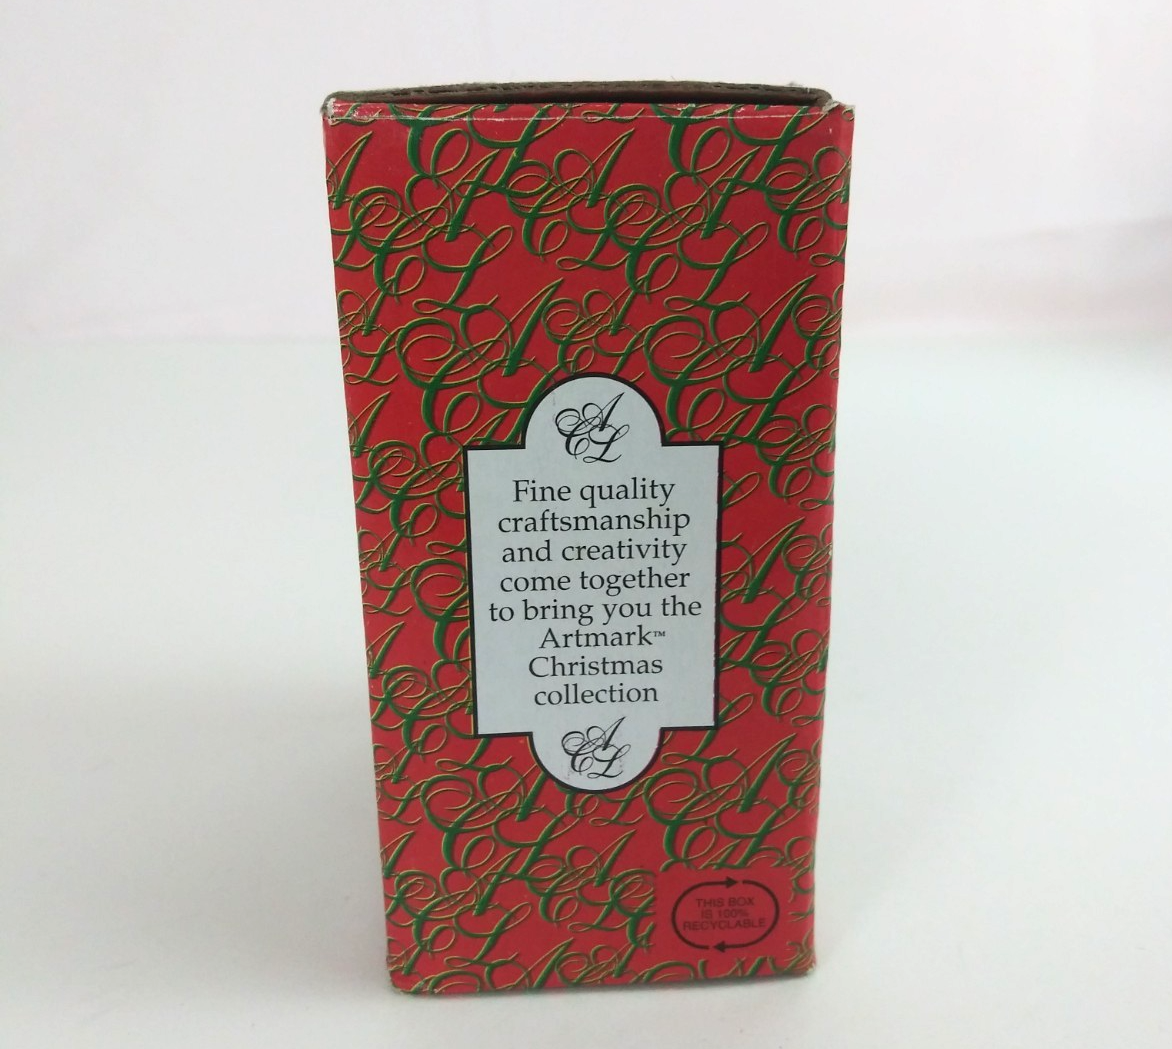 Fine quality
craftsmanship
and creativity
come together
to bring you the
Artmark™
Christmas
collection
THIS BOX
IS 100%
RECYCLABLE